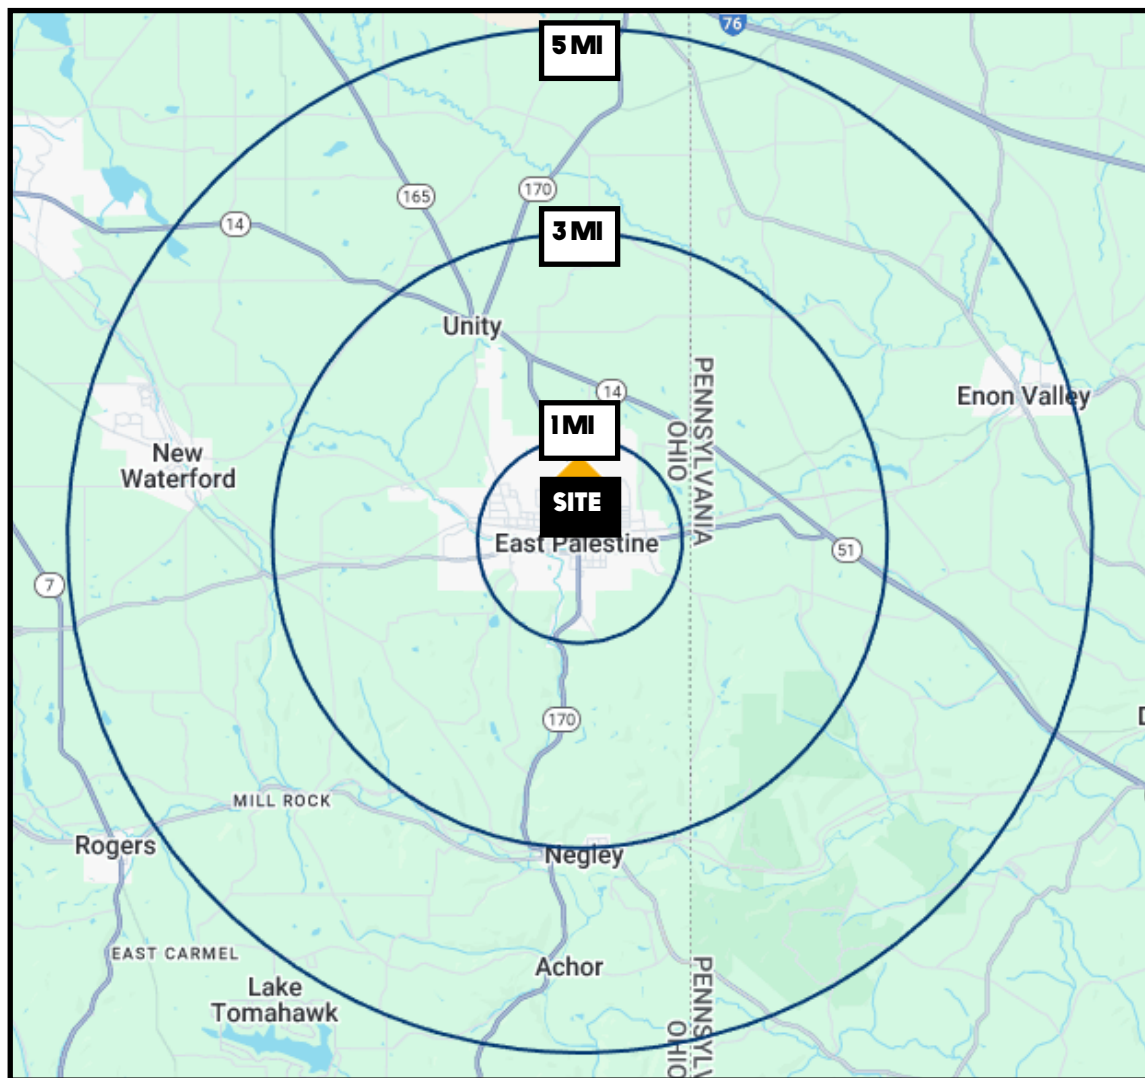 76
5 MI
165
170
14
3 MI
Unity
14
PENNSYLVANIA
OHIO
Enon Valley
1 MI
New
Waterford
SITE
East Palestine
51
7
170
D
MILL ROCK
Rogers
Negley
EAST CARMEL
Achor
Lake
Tomahawk
PENNSYLV
OHIO